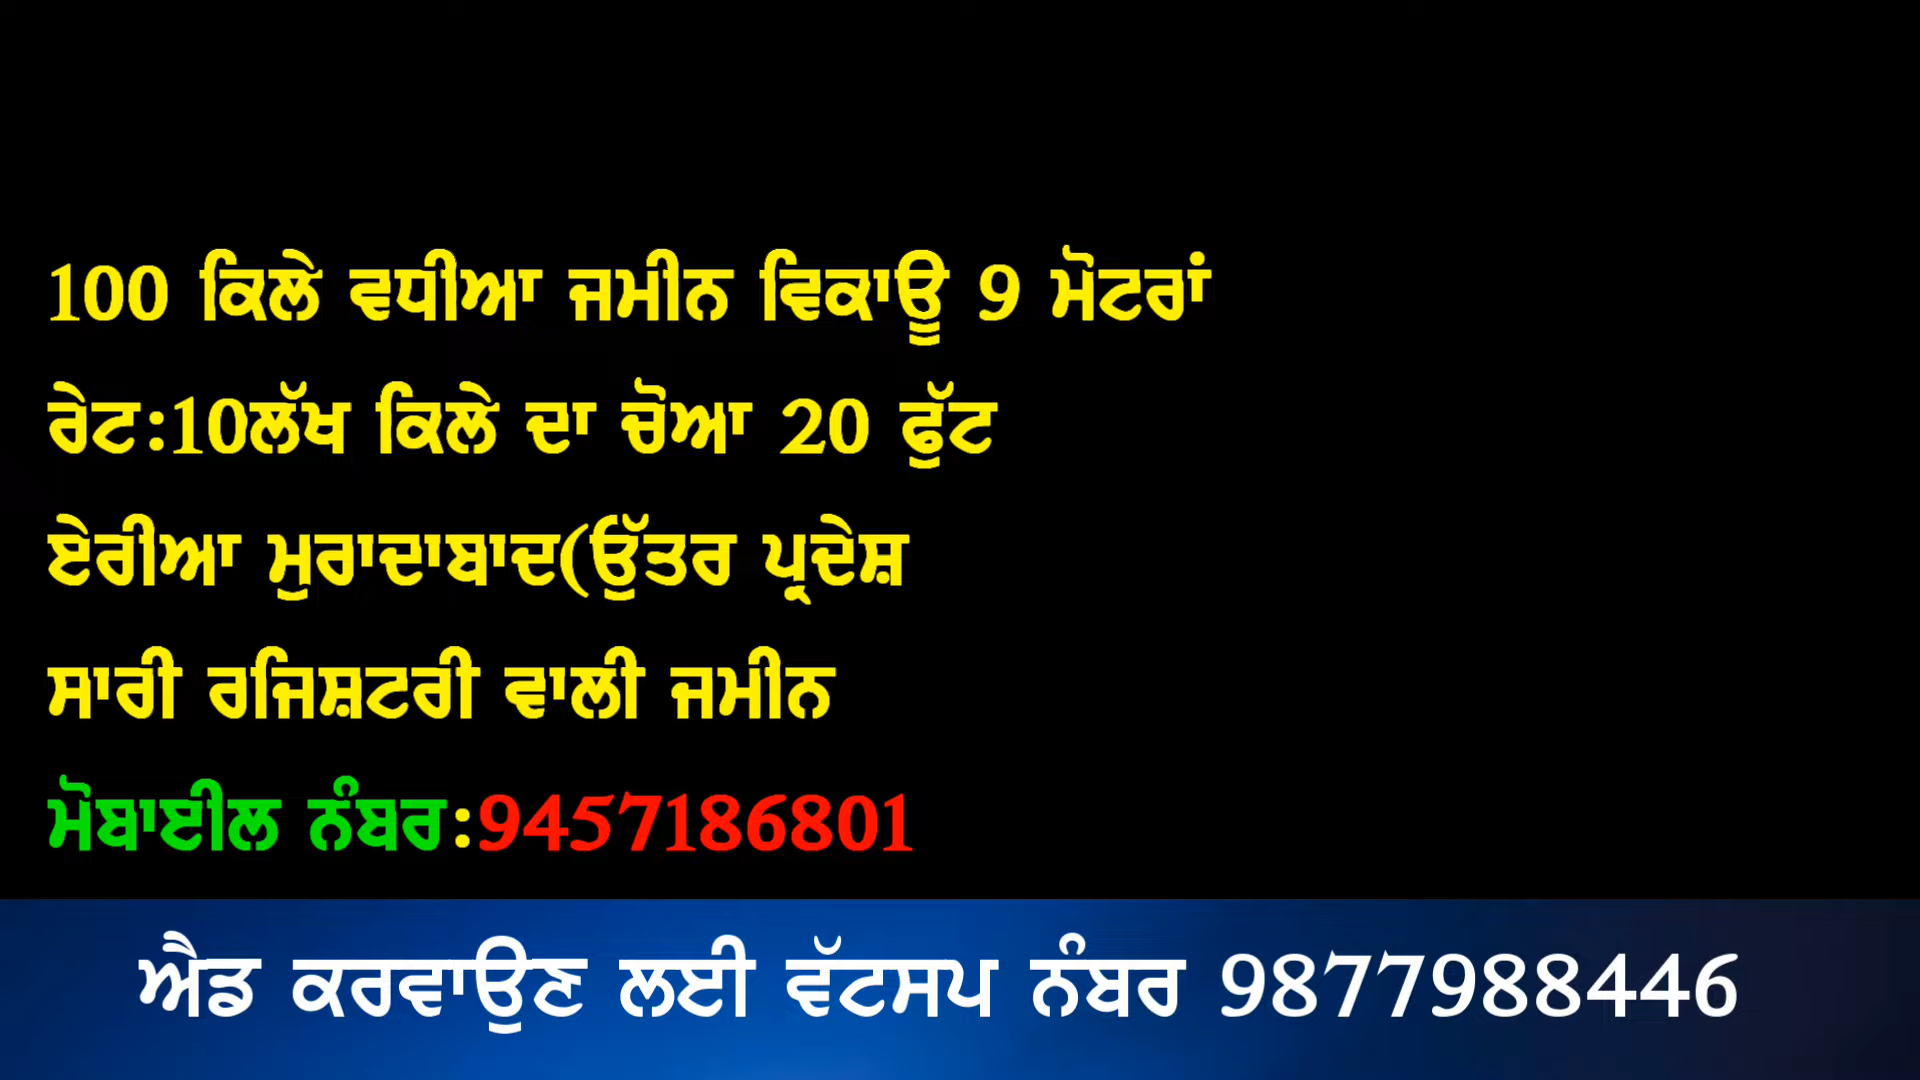 100 ਕਿਲੇ ਵਧੀਆ ਜਮੀਨ ਵਿਕਾਊ 9 ਮੋਟਰਾਂ
ਰੇਟ:10ਲੱਖ ਕਿਲੇ ਦਾ ਚੋਆ 20 ਫੁੱਟ
ਏਰੀਆ ਮੁਰਾਦਾਬਾਦ(ਉੱਤਰ ਪ੍ਰਦੇਸ਼
ਸਾਰੀ ਰਜਿਸ਼ਟਰੀ ਵਾਲੀ ਜਮੀਨ
ਮੋਬਾਈਲ ਨੰਬਰ:9457186801
ਐਡ ਕਰਵਾਉਣ ਲਈ ਵੱਟਸਪ ਨੰਬਰ 9877988446